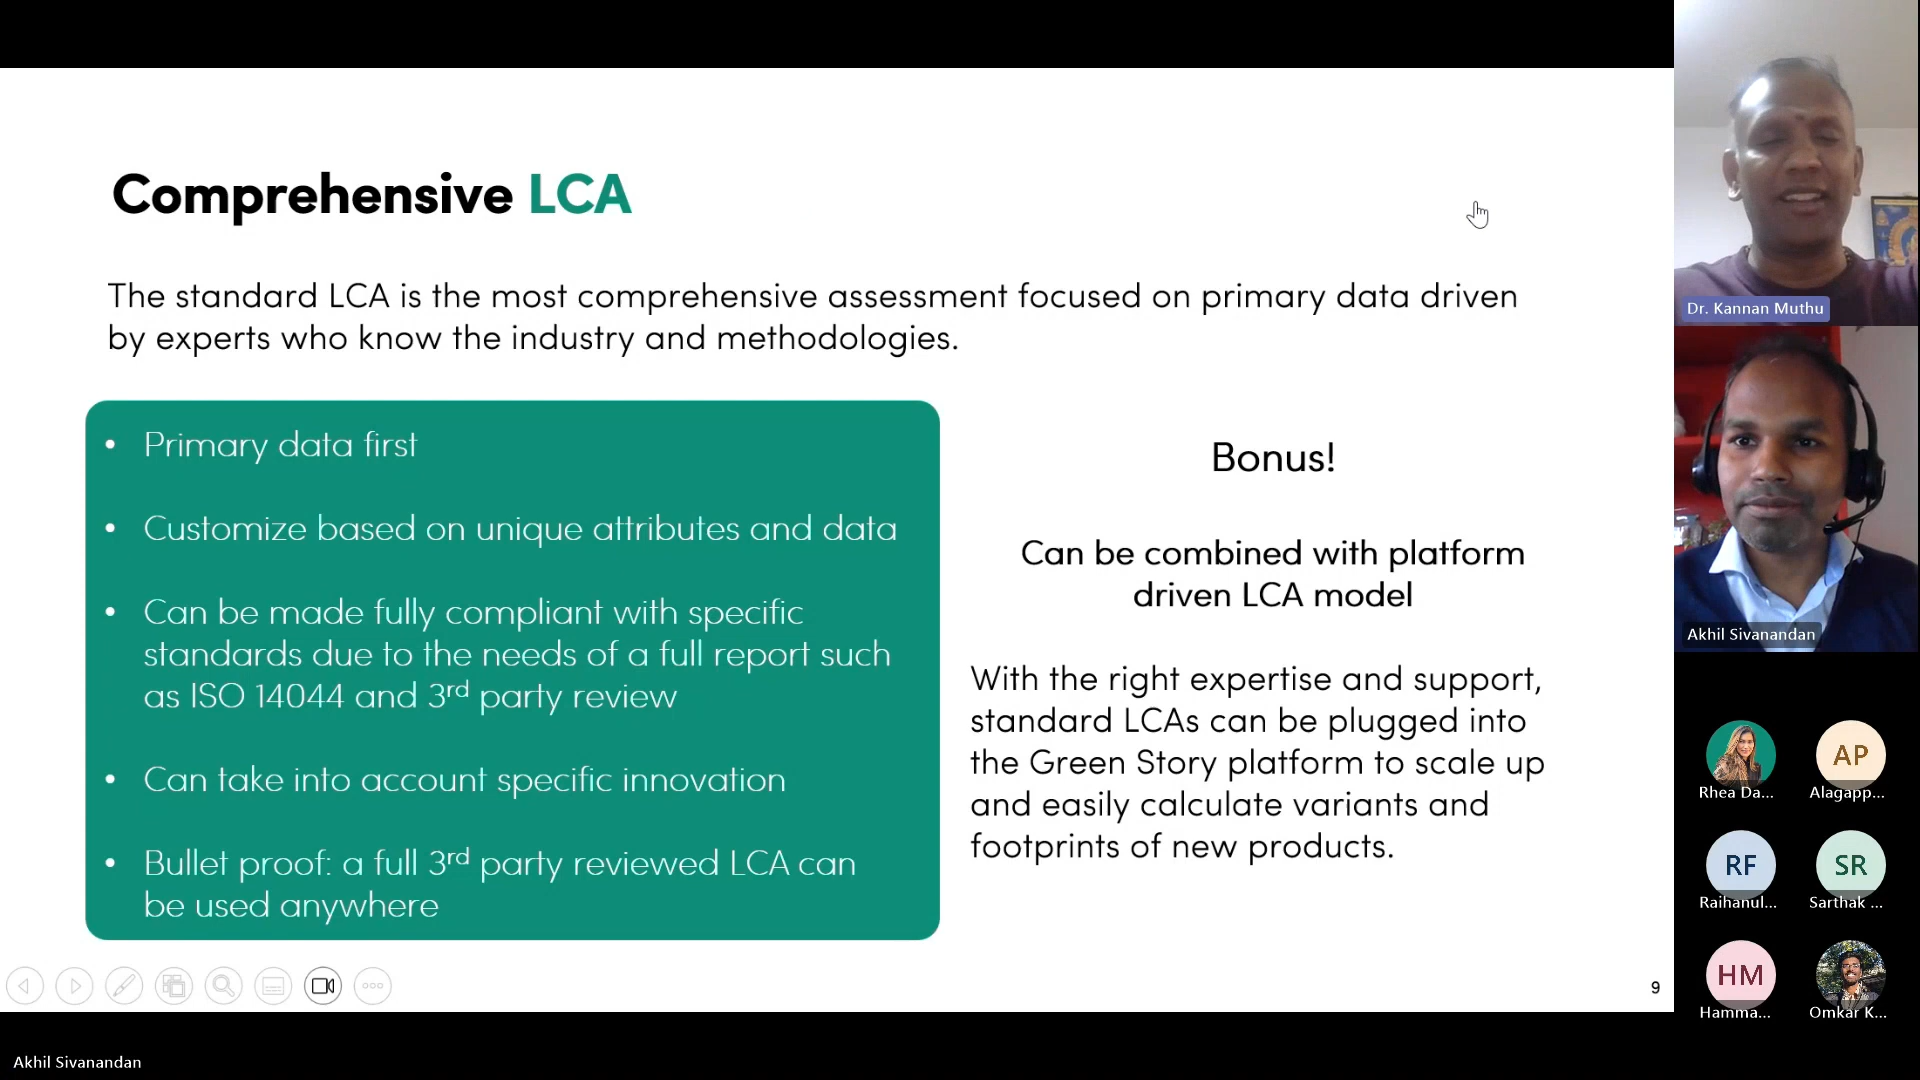 Comprehensive LCA
The standard LCA is the most comprehensive assessment focused on primary data driven
by experts who know the industry and methodologies.
• Primary data first
• Customize based on unique attributes and data
• Can be made fully compliant with specific
standards due to the needs of a full report such
as ISO 14044 and 3rd party review
• Can take into account specific innovation
• Bullet proof: a full 3rd party reviewed LCA can
be used anywhere
Bonus!
Can be combined with platform
driven LCA model
With the right expertise and support,
standard LCAs can be plugged into
the Green Story platform to scale up
and easily calculate variants and
footprints of new products.
9
Akhil Sivanandan
Dr. Kannan Muthu
Akhil Sivanandan
Rhea Da...
AP
Alagapp...
RF
Raihanul...
SR
Sarthak ...
HM
Hamma...
Omkar K...